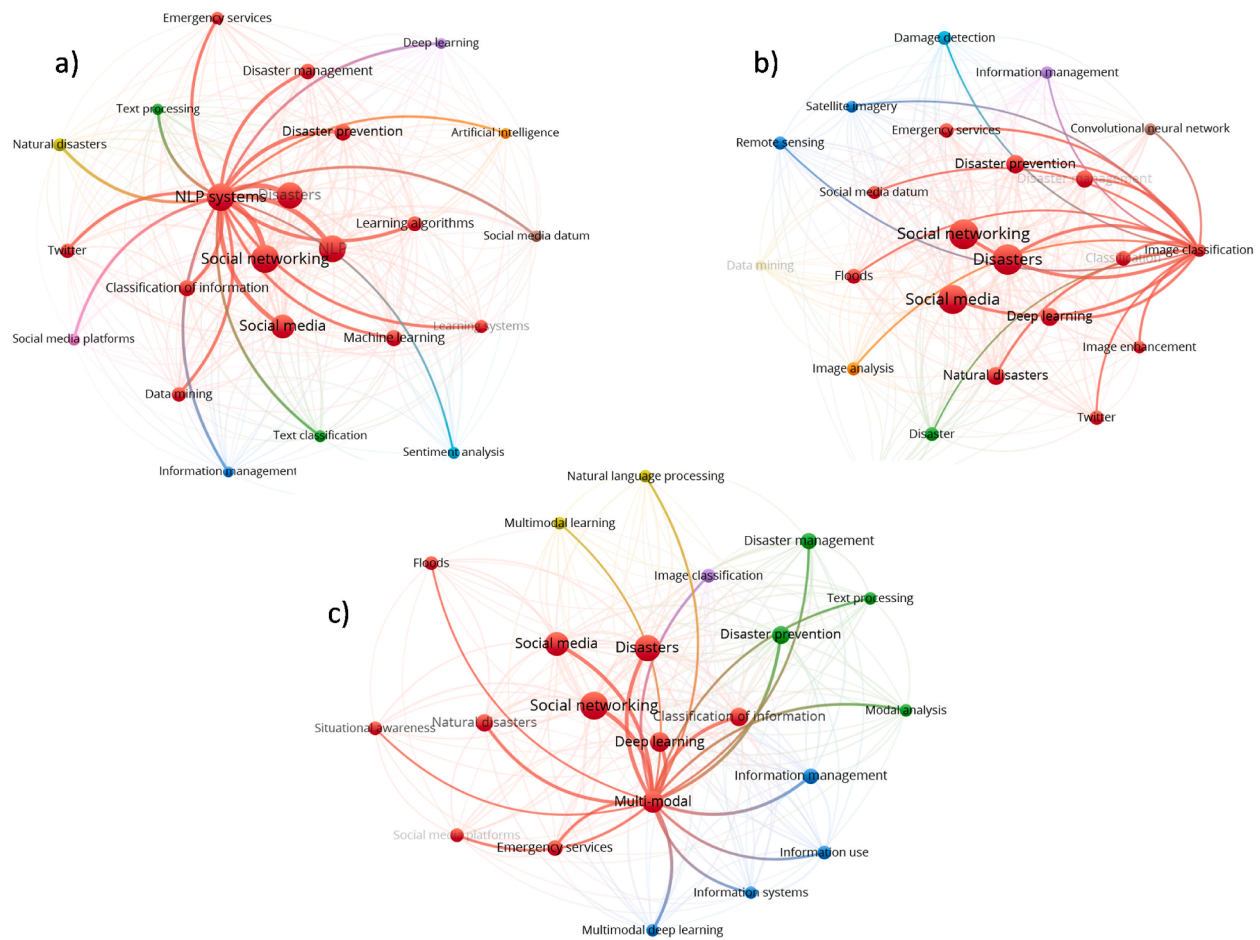 a)
Emergency services
Deep learning
Disaster management
Text processing
Disaster prevention
Artificial intelligence
Natural disasters
NLP systems
Disasters
Learning algorithms
Social media datum
Twitter
NLP
Social networking
Classification of information
Social media
Learning systems
Machine learning
Social media platforms
Data mining
Text classification
Sentiment analysis
Information management
b)
Damage detection
Information management
Satellite imagery
Emergency services
Convolutional neural network
Remote sensing
Disaster prevention
Disaster management
Social media datum
Social networking
Image classification
Disasters
Classification
Data mining
Floods
Social media
Deep learning
Image enhancement
Image analysis
Natural disasters
Twitter
Disaster
c)
Natural language processing
Multimodal learning
Disaster management
Floods
Image classification
Text processing
Disaster prevention
Social media
Disasters
Social networking
Modal analysis
Classification of information
Natural disasters
Situational awareness
Deep learning
Information management
Multi-modal
Social media platforms
Emergency services
Information use
Information systems
Multimodal deep learning